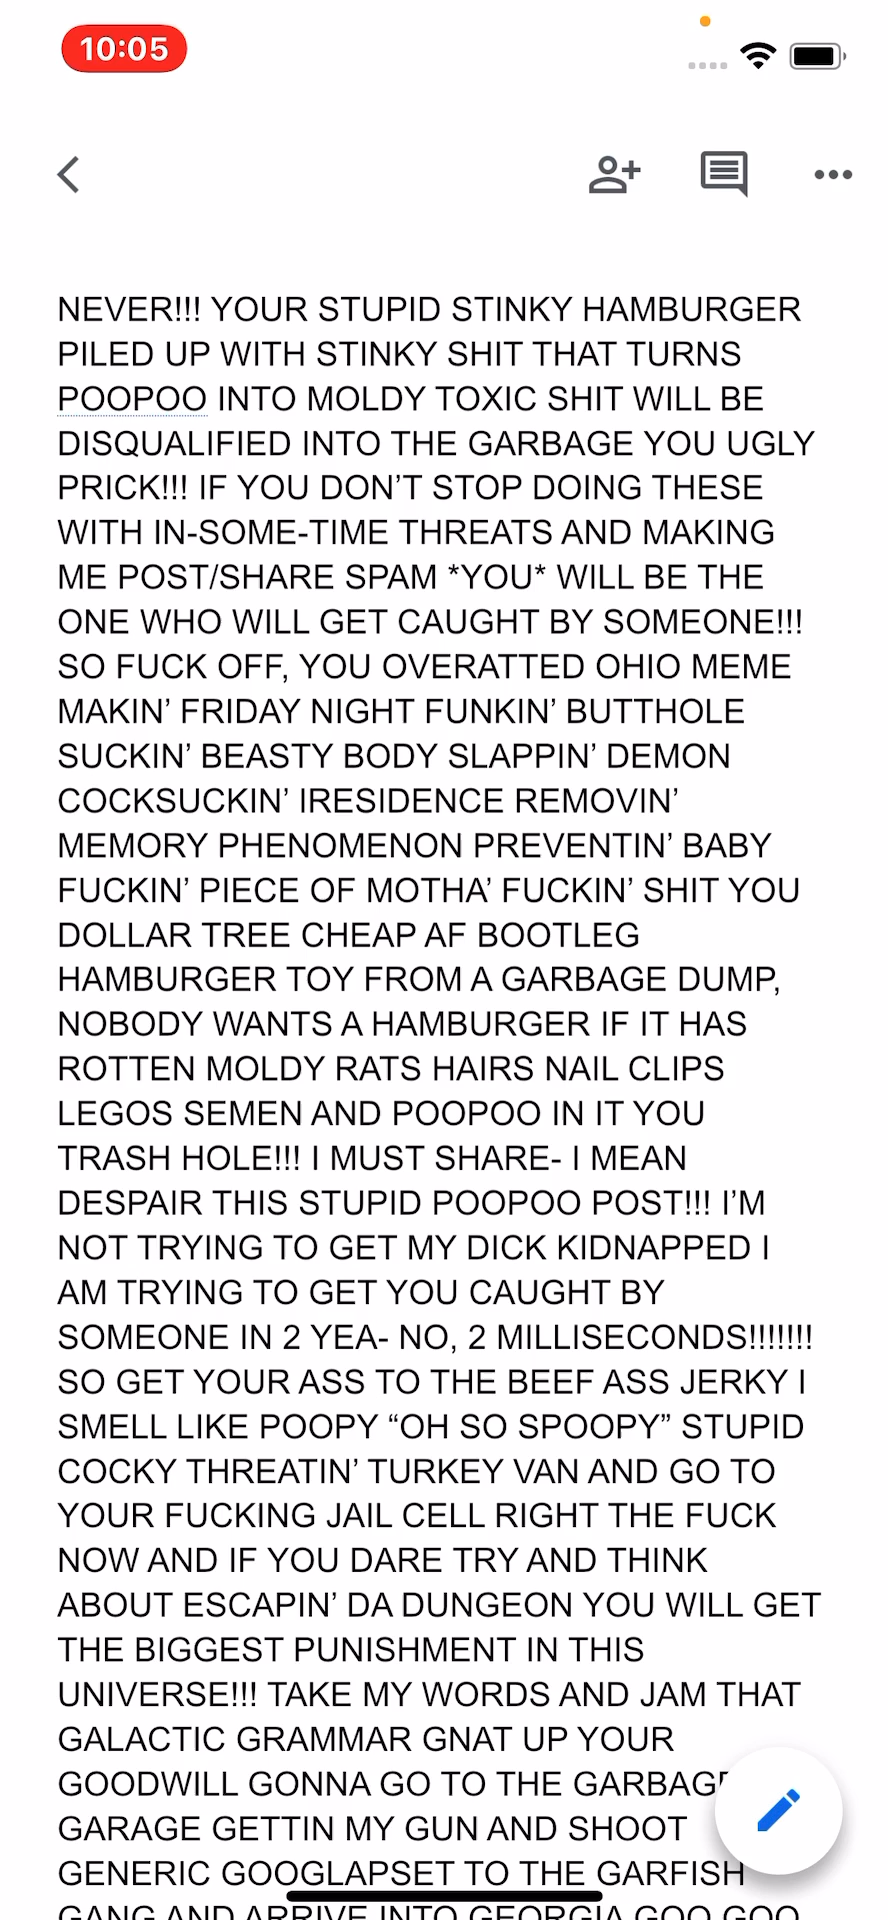 10:05
NEVER!!! YOUR STUPID STINKY HAMBURGER
PILED UP WITH STINKY SHIT THAT TURNS
POOPOO INTO MOLDY TOXIC SHIT WILL BE
DISQUALIFIED INTO THE GARBAGE YOU UGLY
PRICK!!! IF YOU DON’T STOP DOING THESE
WITH IN-SOME-TIME THREATS AND MAKING
ME POST/SHARE SPAM *YOU* WILL BE THE
ONE WHO WILL GET CAUGHT BY SOMEONE!!!
SO FUCK OFF, YOU OVERATTED OHIO MEME
MAKIN’ FRIDAY NIGHT FUNKIN’ BUTTHOLE
SUCKIN’ BEASTY BODY SLAPPIN’ DEMON
COCKSUCKIN’ IRESIDENCE REMOVIN’
MEMORY PHENOMENON PREVENTIN’ BABY
FUCKIN’ PIECE OF MOTHA’ FUCKIN’ SHIT YOU
DOLLAR TREE CHEAP AF BOOTLEG
HAMBURGER TOY FROM A GARBAGE DUMP,
NOBODY WANTS A HAMBURGER IF IT HAS
ROTTEN MOLDY RATS HAIRS NAIL CLIPS
LEGOS SEMEN AND POOPOO IN IT YOU
TRASH HOLE!!! I MUST SHARE- I MEAN
DESPAIR THIS STUPID POOPOO POST!!! I’M
NOT TRYING TO GET MY DICK KIDNAPPED I
AM TRYING TO GET YOU CAUGHT BY
SOMEONE IN 2 YEA- NO, 2 MILLISECONDS!!!!!!!
SO GET YOUR ASS TO THE BEEF ASS JERKY I
SMELL LIKE POOPY “OH SO SPOOPY” STUPID
COCKY THREATIN’ TURKEY VAN AND GO TO
YOUR FUCKING JAIL CELL RIGHT THE FUCK
NOW AND IF YOU DARE TRY AND THINK
ABOUT ESCAPIN’ DA DUNGEON YOU WILL GET
THE BIGGEST PUNISHMENT IN THIS
UNIVERSE!!! TAKE MY WORDS AND JAM THAT
GALACTIC GRAMMAR GNAT UP YOUR
GOODWILL GONNA GO TO THE GARBAGE
GARAGE GETTIN MY GUN AND SHOOT
GENERIC GOOGLAPSET TO THE GARFISH
GANG AND ARRIVE INTO GEORGIA GOO GOO